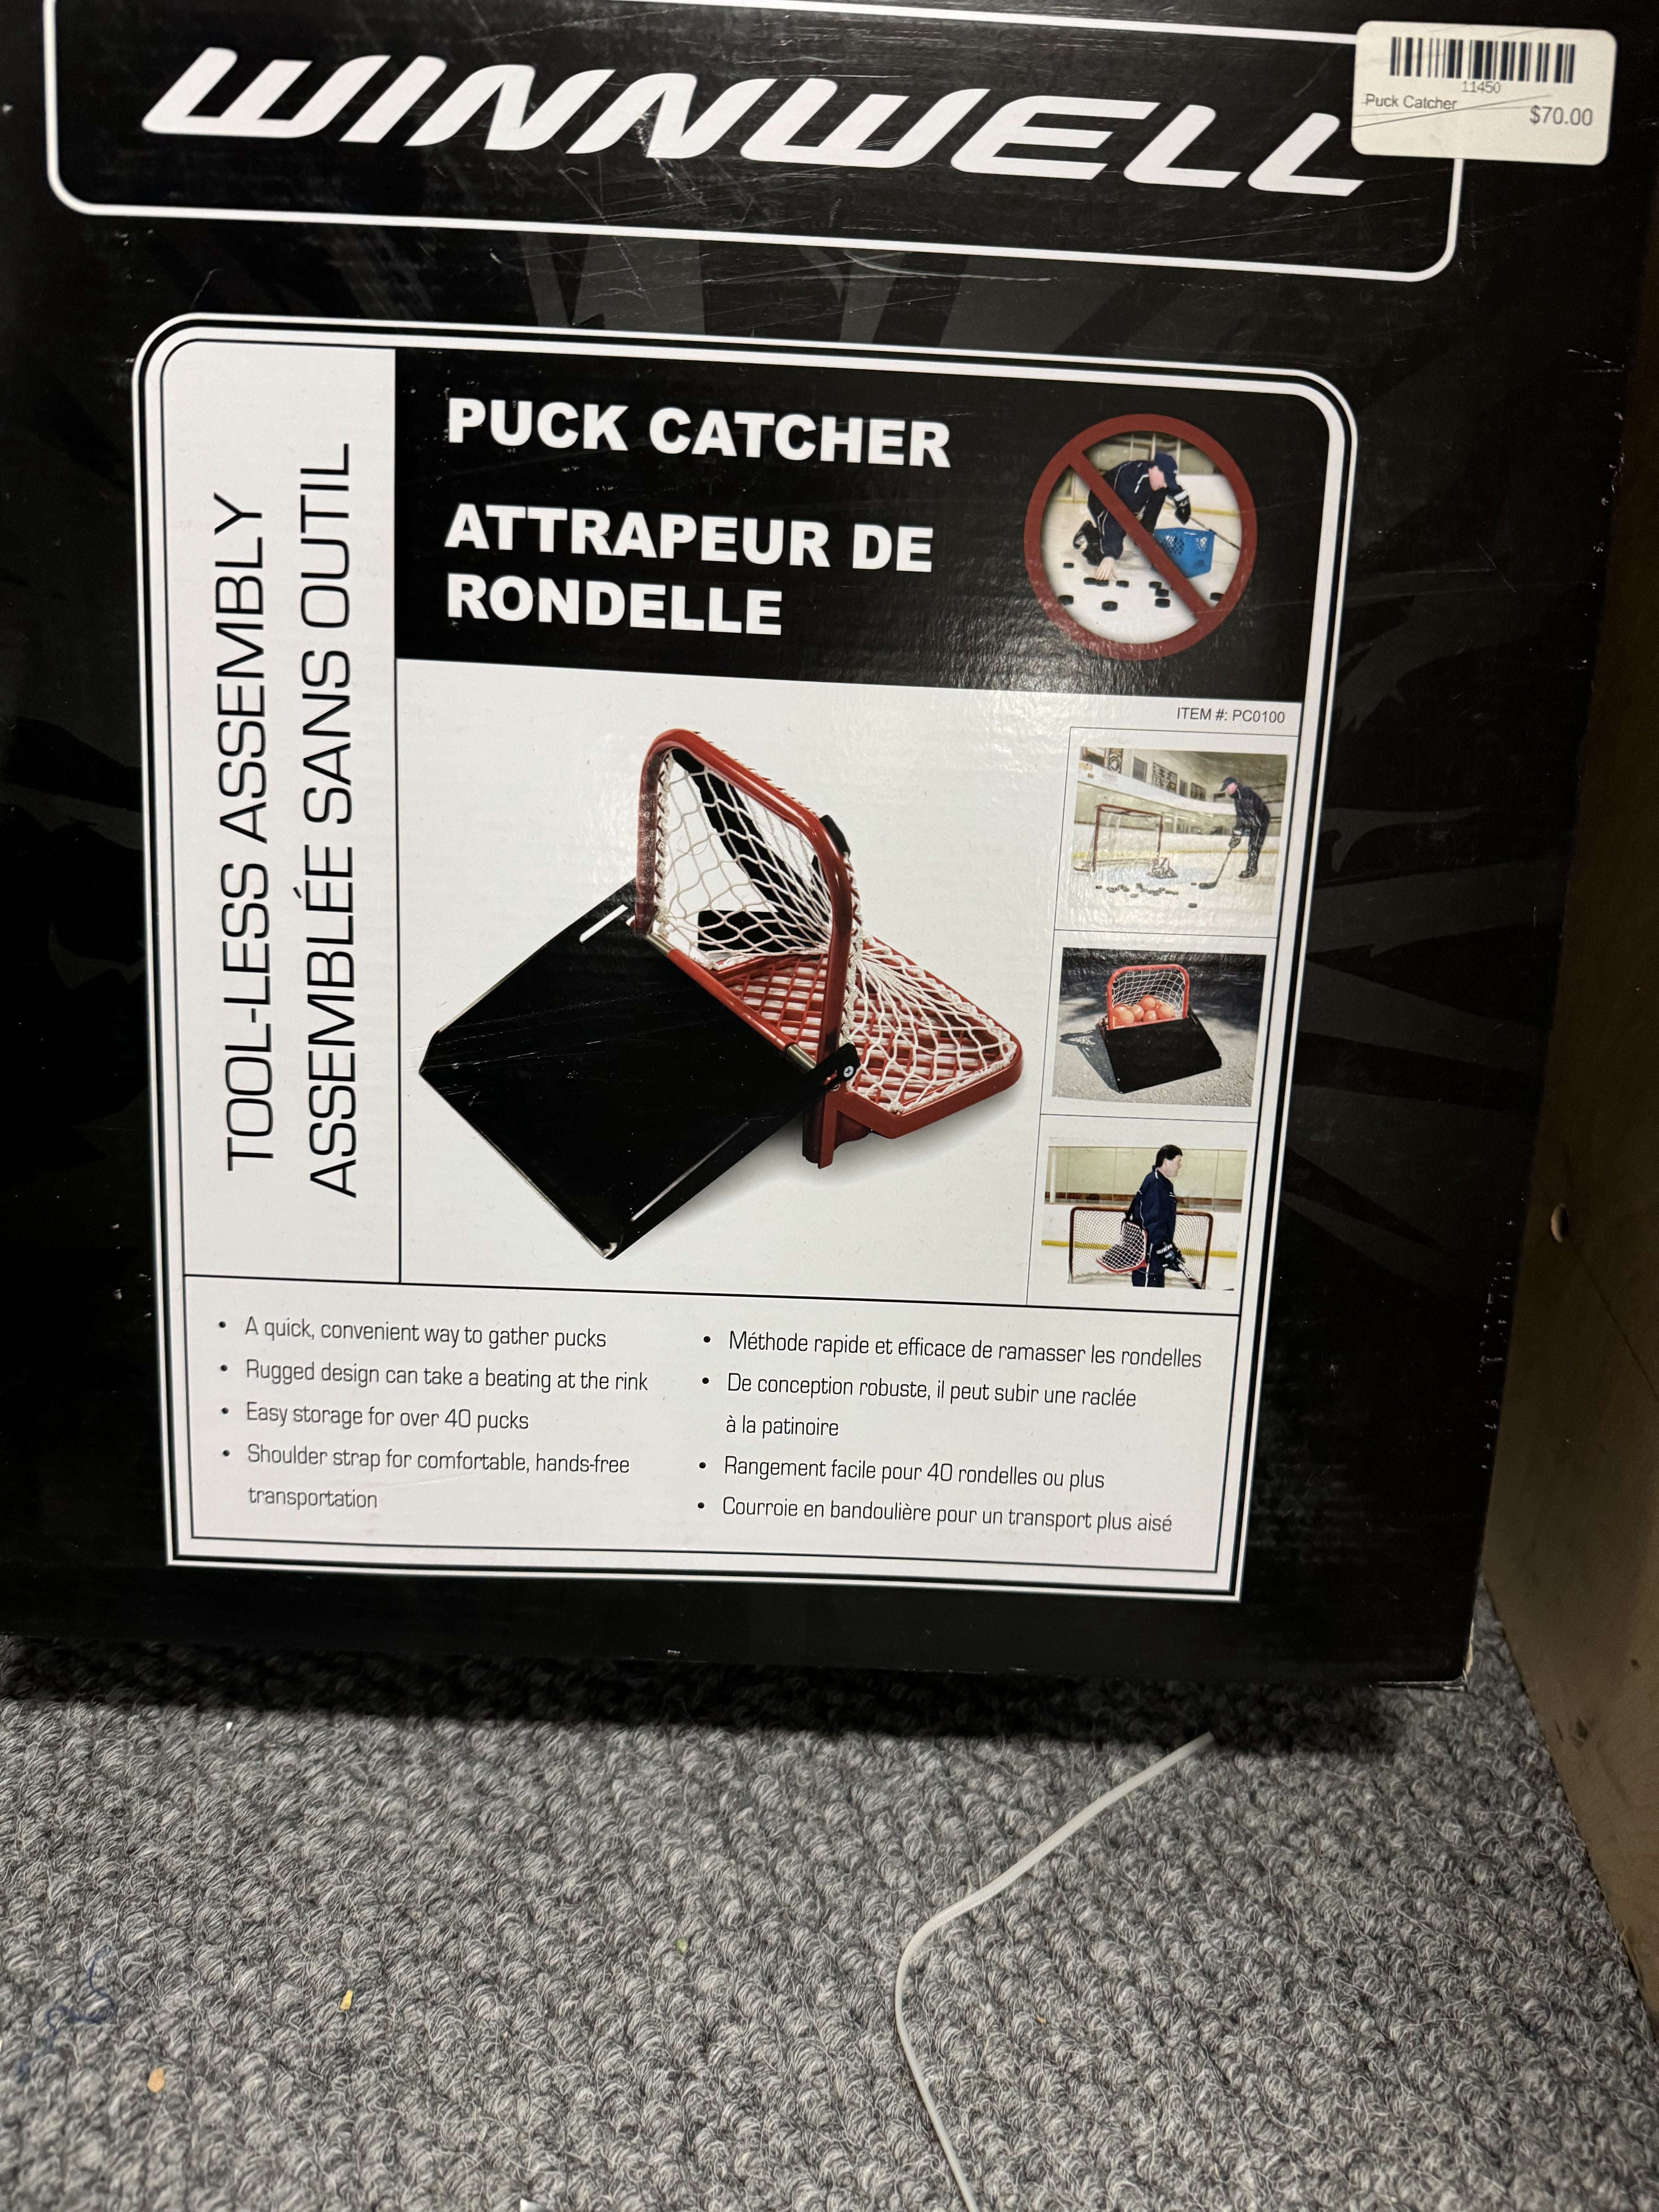 WINNWELL
11450
Puck Catcher
$70.00
PUCK CATCHER
ATTRAPEUR DE
RONDELLE
TOOL-LESS ASSEMBLY
ASSEMBLÉE SANS OUTIL
ITEM #: PC0100
• A quick, convenient way to gather pucks
• Rugged design can take a beating at the rink
• Easy storage for over 40 pucks
• Shoulder strap for comfortable, hands-free
transportation
• Méthode rapide et efficace de ramasser les rondelles
• De conception robuste, il peut subir une raclée
à la patinoire
• Rangement facile pour 40 rondelles ou plus
• Courroie en bandoulière pour un transport plus aisé